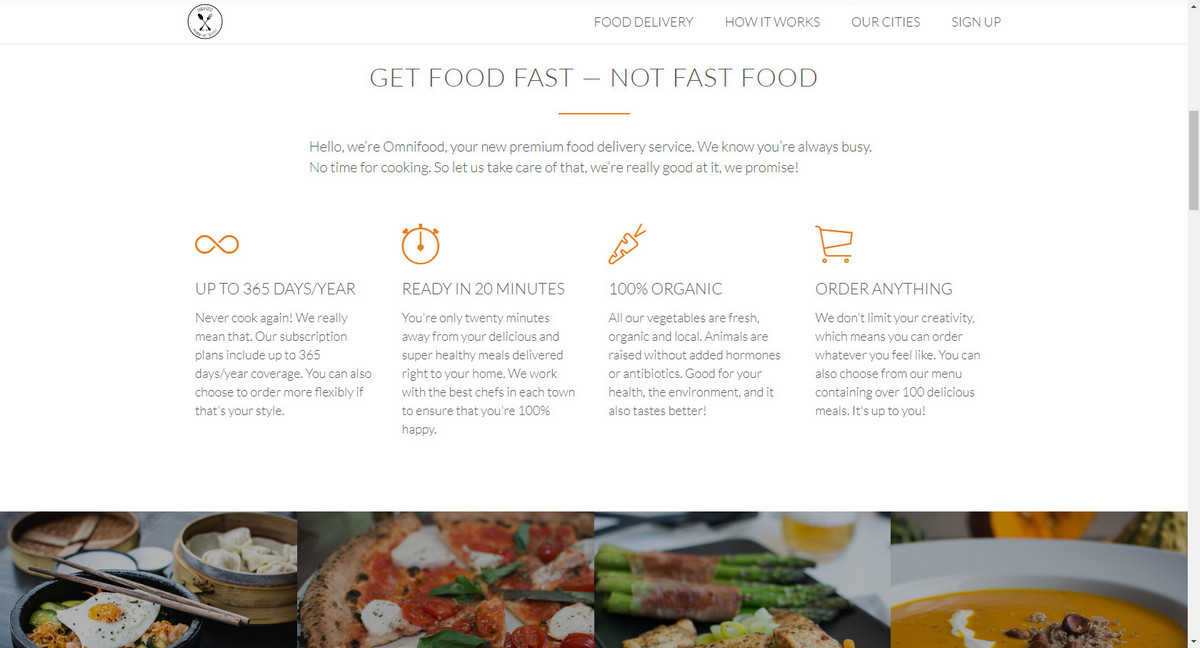 FOOD DELIVERY HOW IT WORKS OUR CITIES SIGN UP
GET FOOD FAST — NOT FAST FOOD
Hello, we're Omnifood, your new premium food delivery service. We know you're always busy.
No time for cooking. So let us take care of that, we're really good at it, we promise!
UP TO 365 DAYS/YEAR
Never cook again! We really
mean that. Our subscription
plans include up to 365
days/year coverage. You can also
choose to order more flexibly if
that's your style.
READY IN 20 MINUTES
You're only twenty minutes
away from your delicious and
super healthy meals delivered
right to your home. We work
with the best chefs in each town
to ensure that you're 100%
happy.
100% ORGANIC
All our vegetables are fresh,
organic and local. Animals are
raised without added hormones
or antibiotics. Good for your
health, the environment, and it
also tastes better!
ORDER ANYTHING
We don't limit your creativity,
which means you can order
whatever you feel like. You can
also choose from our menu
containing over 100 delicious
meals. It's up to you!